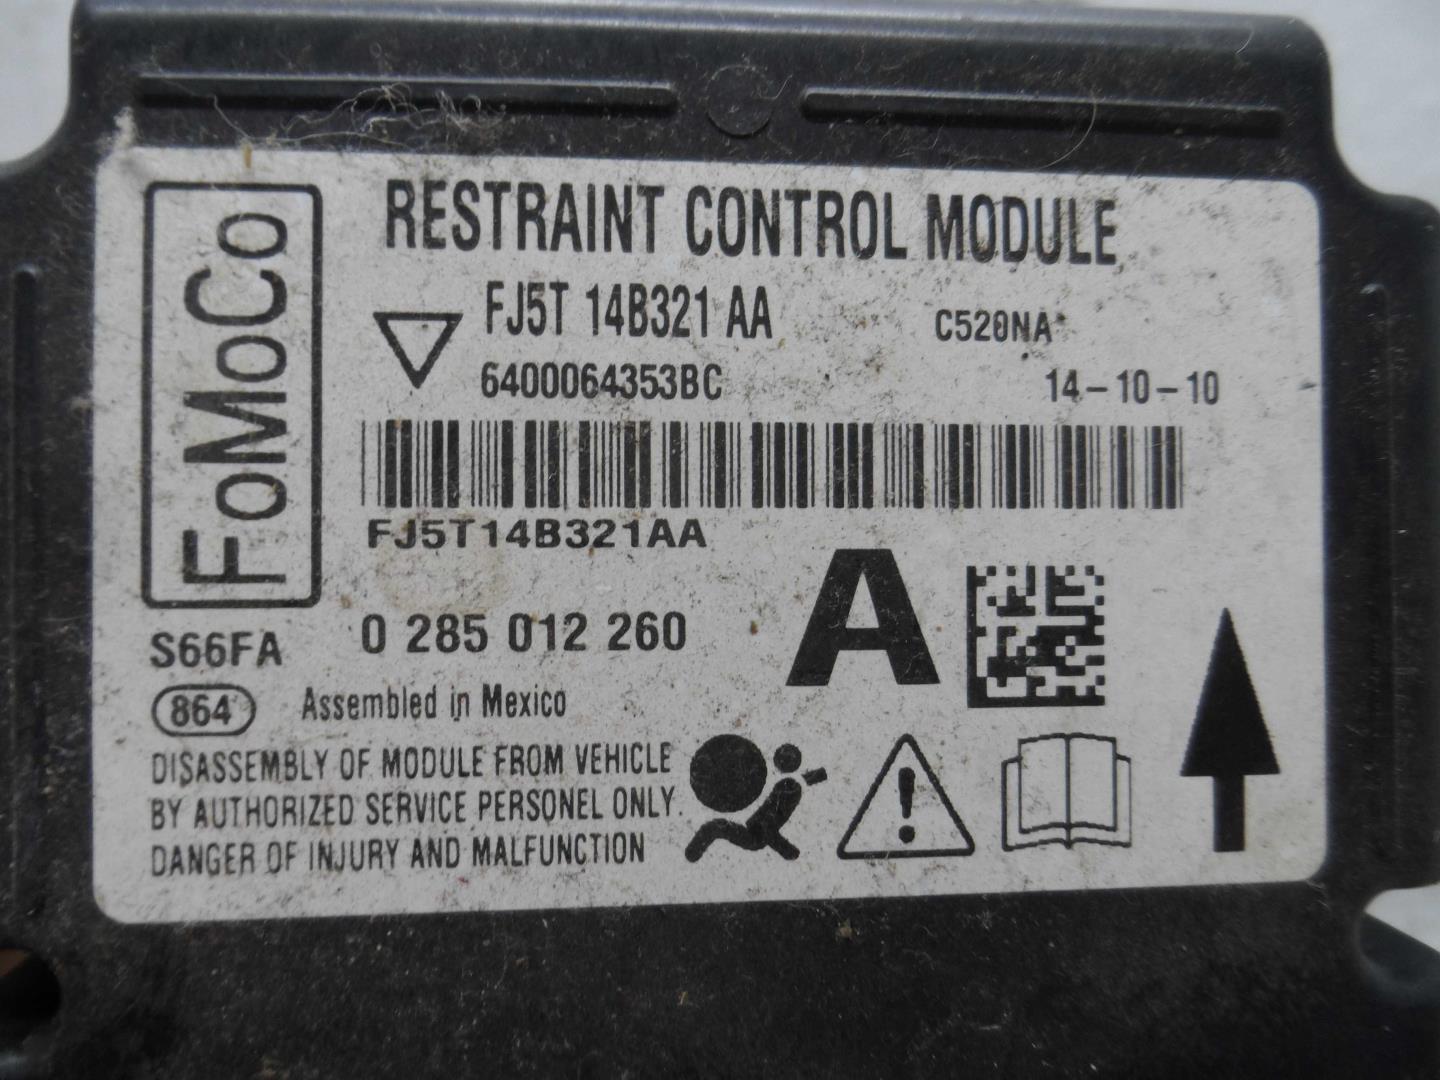 FoMoCo
RESTRAINT CONTROL MODULE
FJ5T 14B321 AA
C520NA
6400064353BC
14-10-10
FJ5T14B321AA
A
S66FA
0 285 012 260
864
Assembled in Mexico
DISASSEMBLY OF MODULE FROM VEHICLE
BY AUTHORIZED SERVICE PERSONEL ONLY.
DANGER OF INJURY AND MALFUNCTION